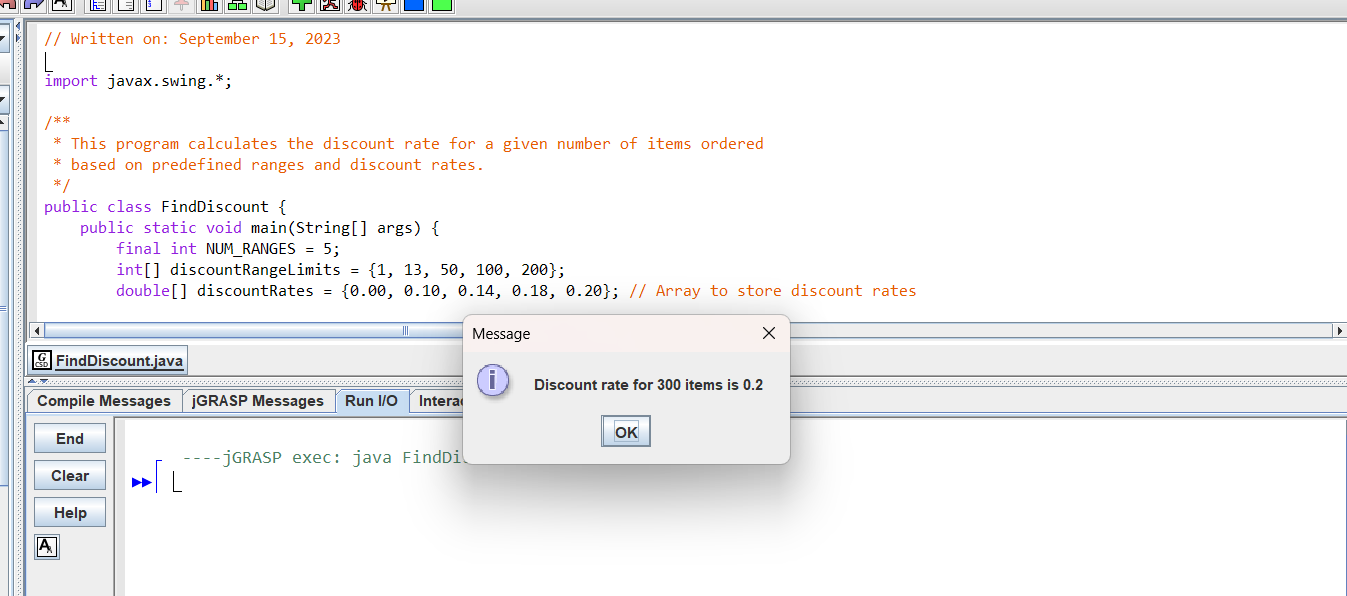 // Written on: September 15, 2023
import javax.swing.*;
/**
* This program calculates the discount rate for a given number of items ordered
* based on predefined ranges and discount rates.
*/
public class FindDiscount {
public static void main(String[] args) {
final int NUM_RANGES = 5;
int[] discountRangeLimits = {1, 13, 50, 100, 200};
double[] discountRates = {0.00, 0.10, 0.14, 0.18, 0.20}; // Array to store discount rates
Message
FindDiscount.java
Discount rate for 300 items is 0.2
OK
Compile Messages jGRASP Messages Run I/O
End
Clear
Help
----jGRASP exec: java